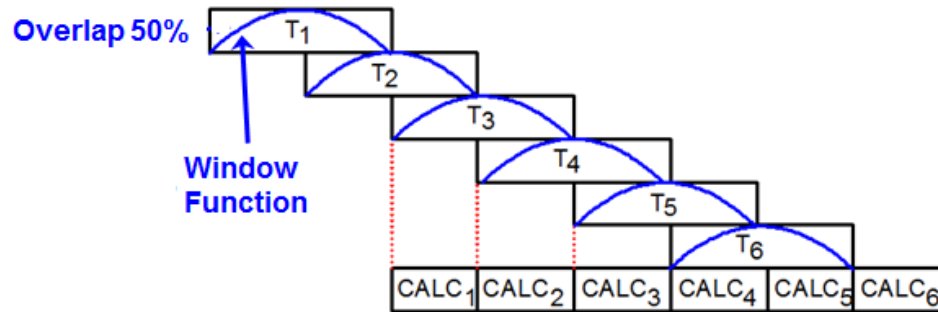 Overlap 50%
T1
T2
T3
T4
T5
T6
Window
Function
CALC1 CALC2 CALC3 CALC4 CALC5 CALC6